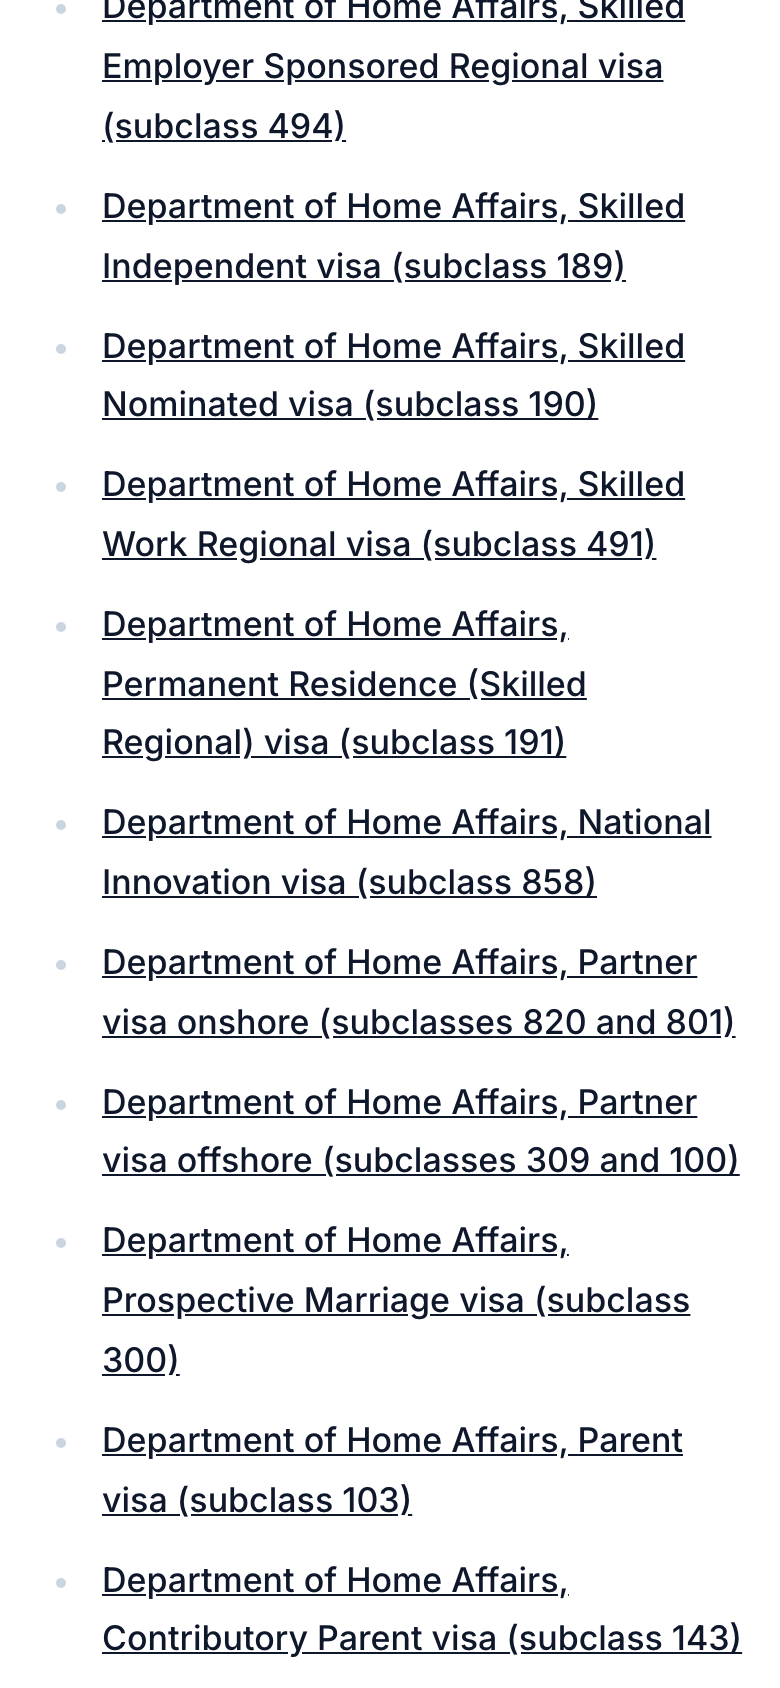 Department of Home Affairs, Skilled
Employer Sponsored Regional visa
(subclass 494)
Department of Home Affairs, Skilled
Independent visa (subclass 189)
Department of Home Affairs, Skilled
Nominated visa (subclass 190)
Department of Home Affairs, Skilled
Work Regional visa (subclass 491)
Department of Home Affairs,
Permanent Residence (Skilled
Regional) visa (subclass 191)
Department of Home Affairs, National
Innovation visa (subclass 858)
Department of Home Affairs, Partner
visa onshore (subclasses 820 and 801)
Department of Home Affairs, Partner
visa offshore (subclasses 309 and 100)
Department of Home Affairs,
Prospective Marriage visa (subclass
300)
Department of Home Affairs, Parent
visa (subclass 103)
Department of Home Affairs,
Contributory Parent visa (subclass 143)